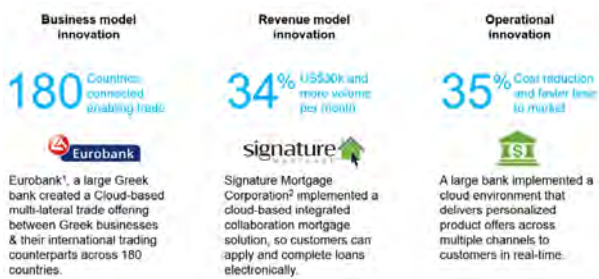 Business model
innovation
180 Countries
connected
enabling trade
Eurobank
Eurobank¹, a large Greek
bank created a Cloud-based
multi-lateral trade offering
between Greek businesses
& their international trading
counterparts across 180
countries.
Revenue model
innovation
34% US$30k and
more volume
per month
signature
MORTGAGE
Signature Mortgage
Corporation² implemented a
cloud-based integrated
collaboration mortgage
solution, so customers can
apply and complete loans
electronically.
Operational
innovation
35% Cost reduction
and faster time
to market
$
A large bank implemented a
cloud environment that
delivers personalized
product offers across
multiple channels to
customers in real-time.